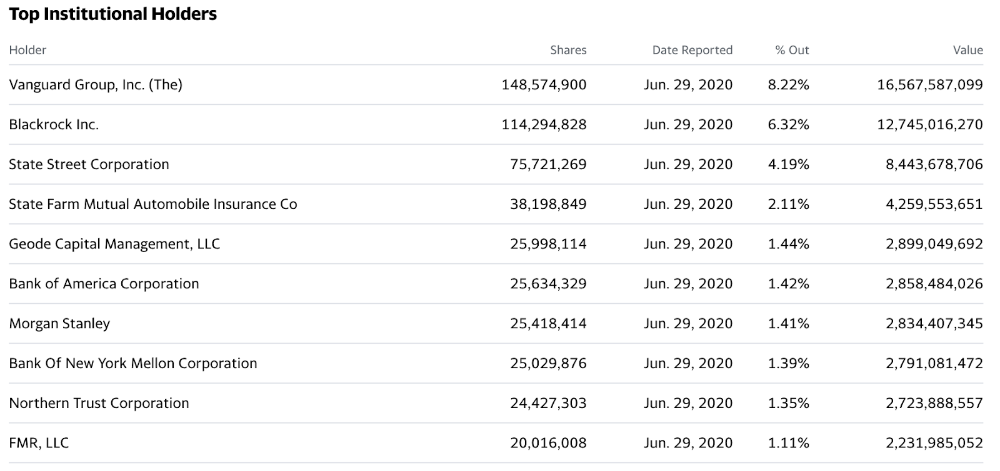 Top Institutional Holders
Holder Shares Date Reported % Out Value
Vanguard Group, Inc. (The) 148,574,900 Jun. 29, 2020 8.22% 16,567,587,099
Blackrock Inc. 114,294,828 Jun. 29, 2020 6.32% 12,745,016,270
State Street Corporation 75,721,269 Jun. 29, 2020 4.19% 8,443,678,706
State Farm Mutual Automobile Insurance Co 38,198,849 Jun. 29, 2020 2.11% 4,259,553,651
Geode Capital Management, LLC 25,998,114 Jun. 29, 2020 1.44% 2,899,049,692
Bank of America Corporation 25,634,329 Jun. 29, 2020 1.42% 2,858,484,026
Morgan Stanley 25,418,414 Jun. 29, 2020 1.41% 2,834,407,345
Bank Of New York Mellon Corporation 25,029,876 Jun. 29, 2020 1.39% 2,791,081,472
Northern Trust Corporation 24,427,303 Jun. 29, 2020 1.35% 2,723,888,557
FMR, LLC 20,016,008 Jun. 29, 2020 1.11% 2,231,985,052